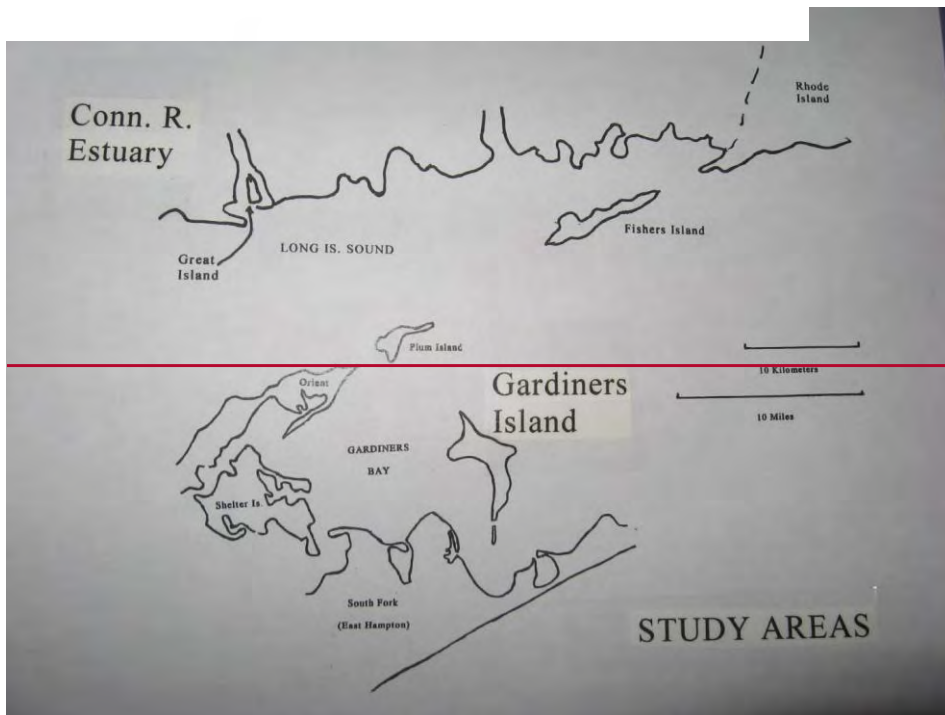 Conn. R.
Estuary
Rhode
Island
Great
Island
LONG IS. SOUND
Fishers Island
Plum Island
10 Kilometers
Orient
Gardiners
Island
10 Miles
GARDINERS
BAY
Shelter Is.
South Fork
(East Hampton)
STUDY AREAS